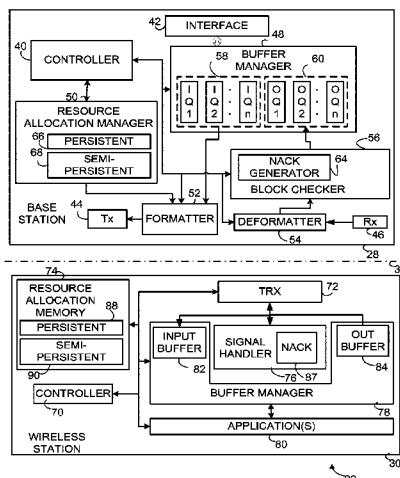 42
INTERFACE
48
40
CONTROLLER
58
BUFFER
MANAGER
60
I
Q
1
I
Q
2
I
Q
n
O
Q
1
O
Q
2
O
Q
n
50
RESOURCE
ALLOCATION MANAGER
66
PERSISTENT
68
SEMI-
PERSISTENT
56
NACK
GENERATOR
64
BLOCK CHECKER
BASE
STATION
44
Tx
52
FORMATTER
DEFORMATTER
54
Rx
46
28
74
RESOURCE
ALLOCATION
MEMORY
88
PERSISTENT
SEMI-
PERSISTENT
90
TRX
72
INPUT
BUFFER
82
SIGNAL
HANDLER
76
NACK
87
OUT
BUFFER
84
BUFFER MANAGER
78
CONTROLLER
70
APPLICATION(S)
80
WIRELESS
STATION
30